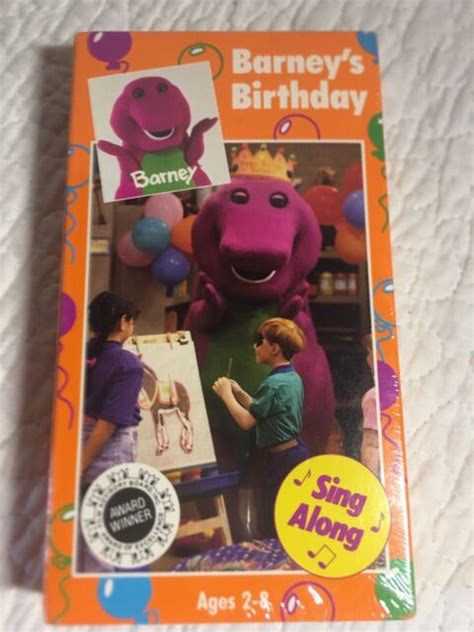 Barney's
Birthday
Barney
Sing
Along
AWARD
WINNER
Ages 2-8